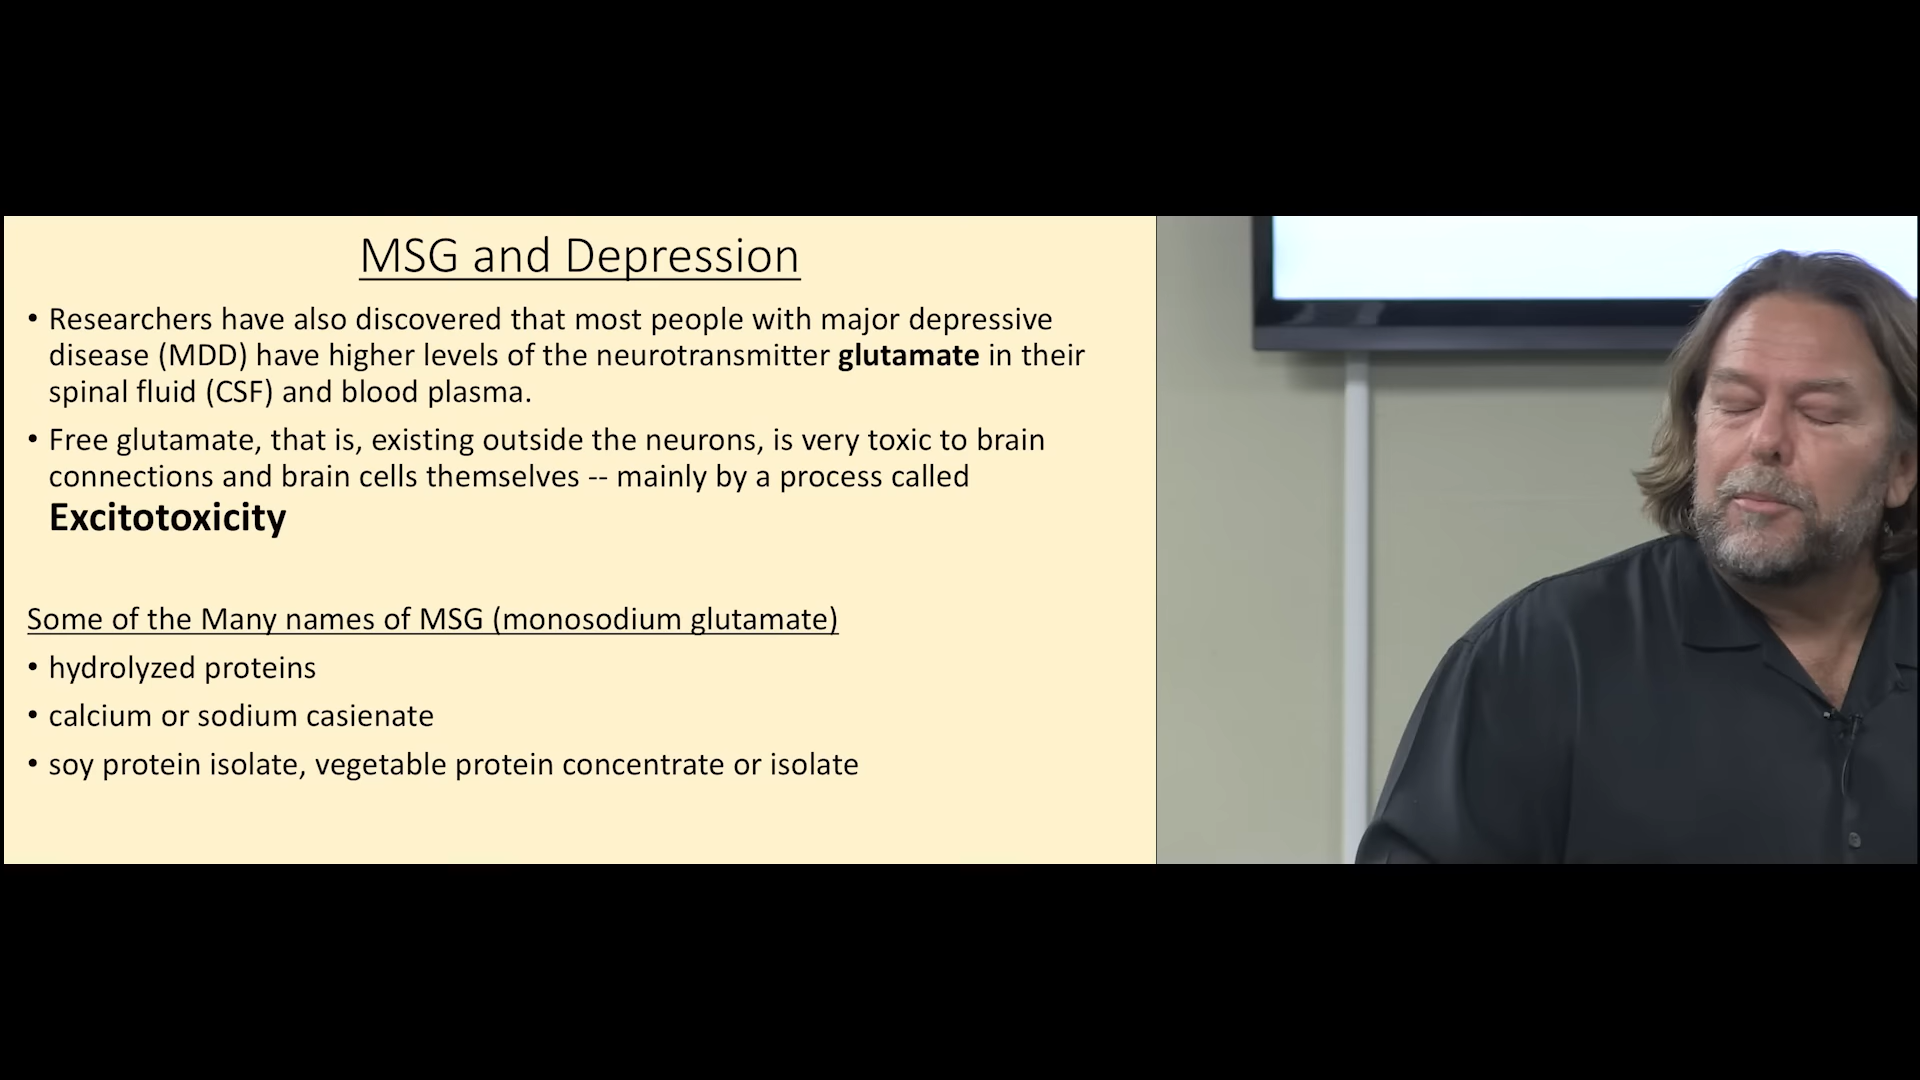 MSG and Depression
• Researchers have also discovered that most people with major depressive
disease (MDD) have higher levels of the neurotransmitter glutamate in their
spinal fluid (CSF) and blood plasma.
• Free glutamate, that is, existing outside the neurons, is very toxic to brain
connections and brain cells themselves -- mainly by a process called
Excitotoxicity
Some of the Many names of MSG (monosodium glutamate)
• hydrolyzed proteins
• calcium or sodium casienate
• soy protein isolate, vegetable protein concentrate or isolate